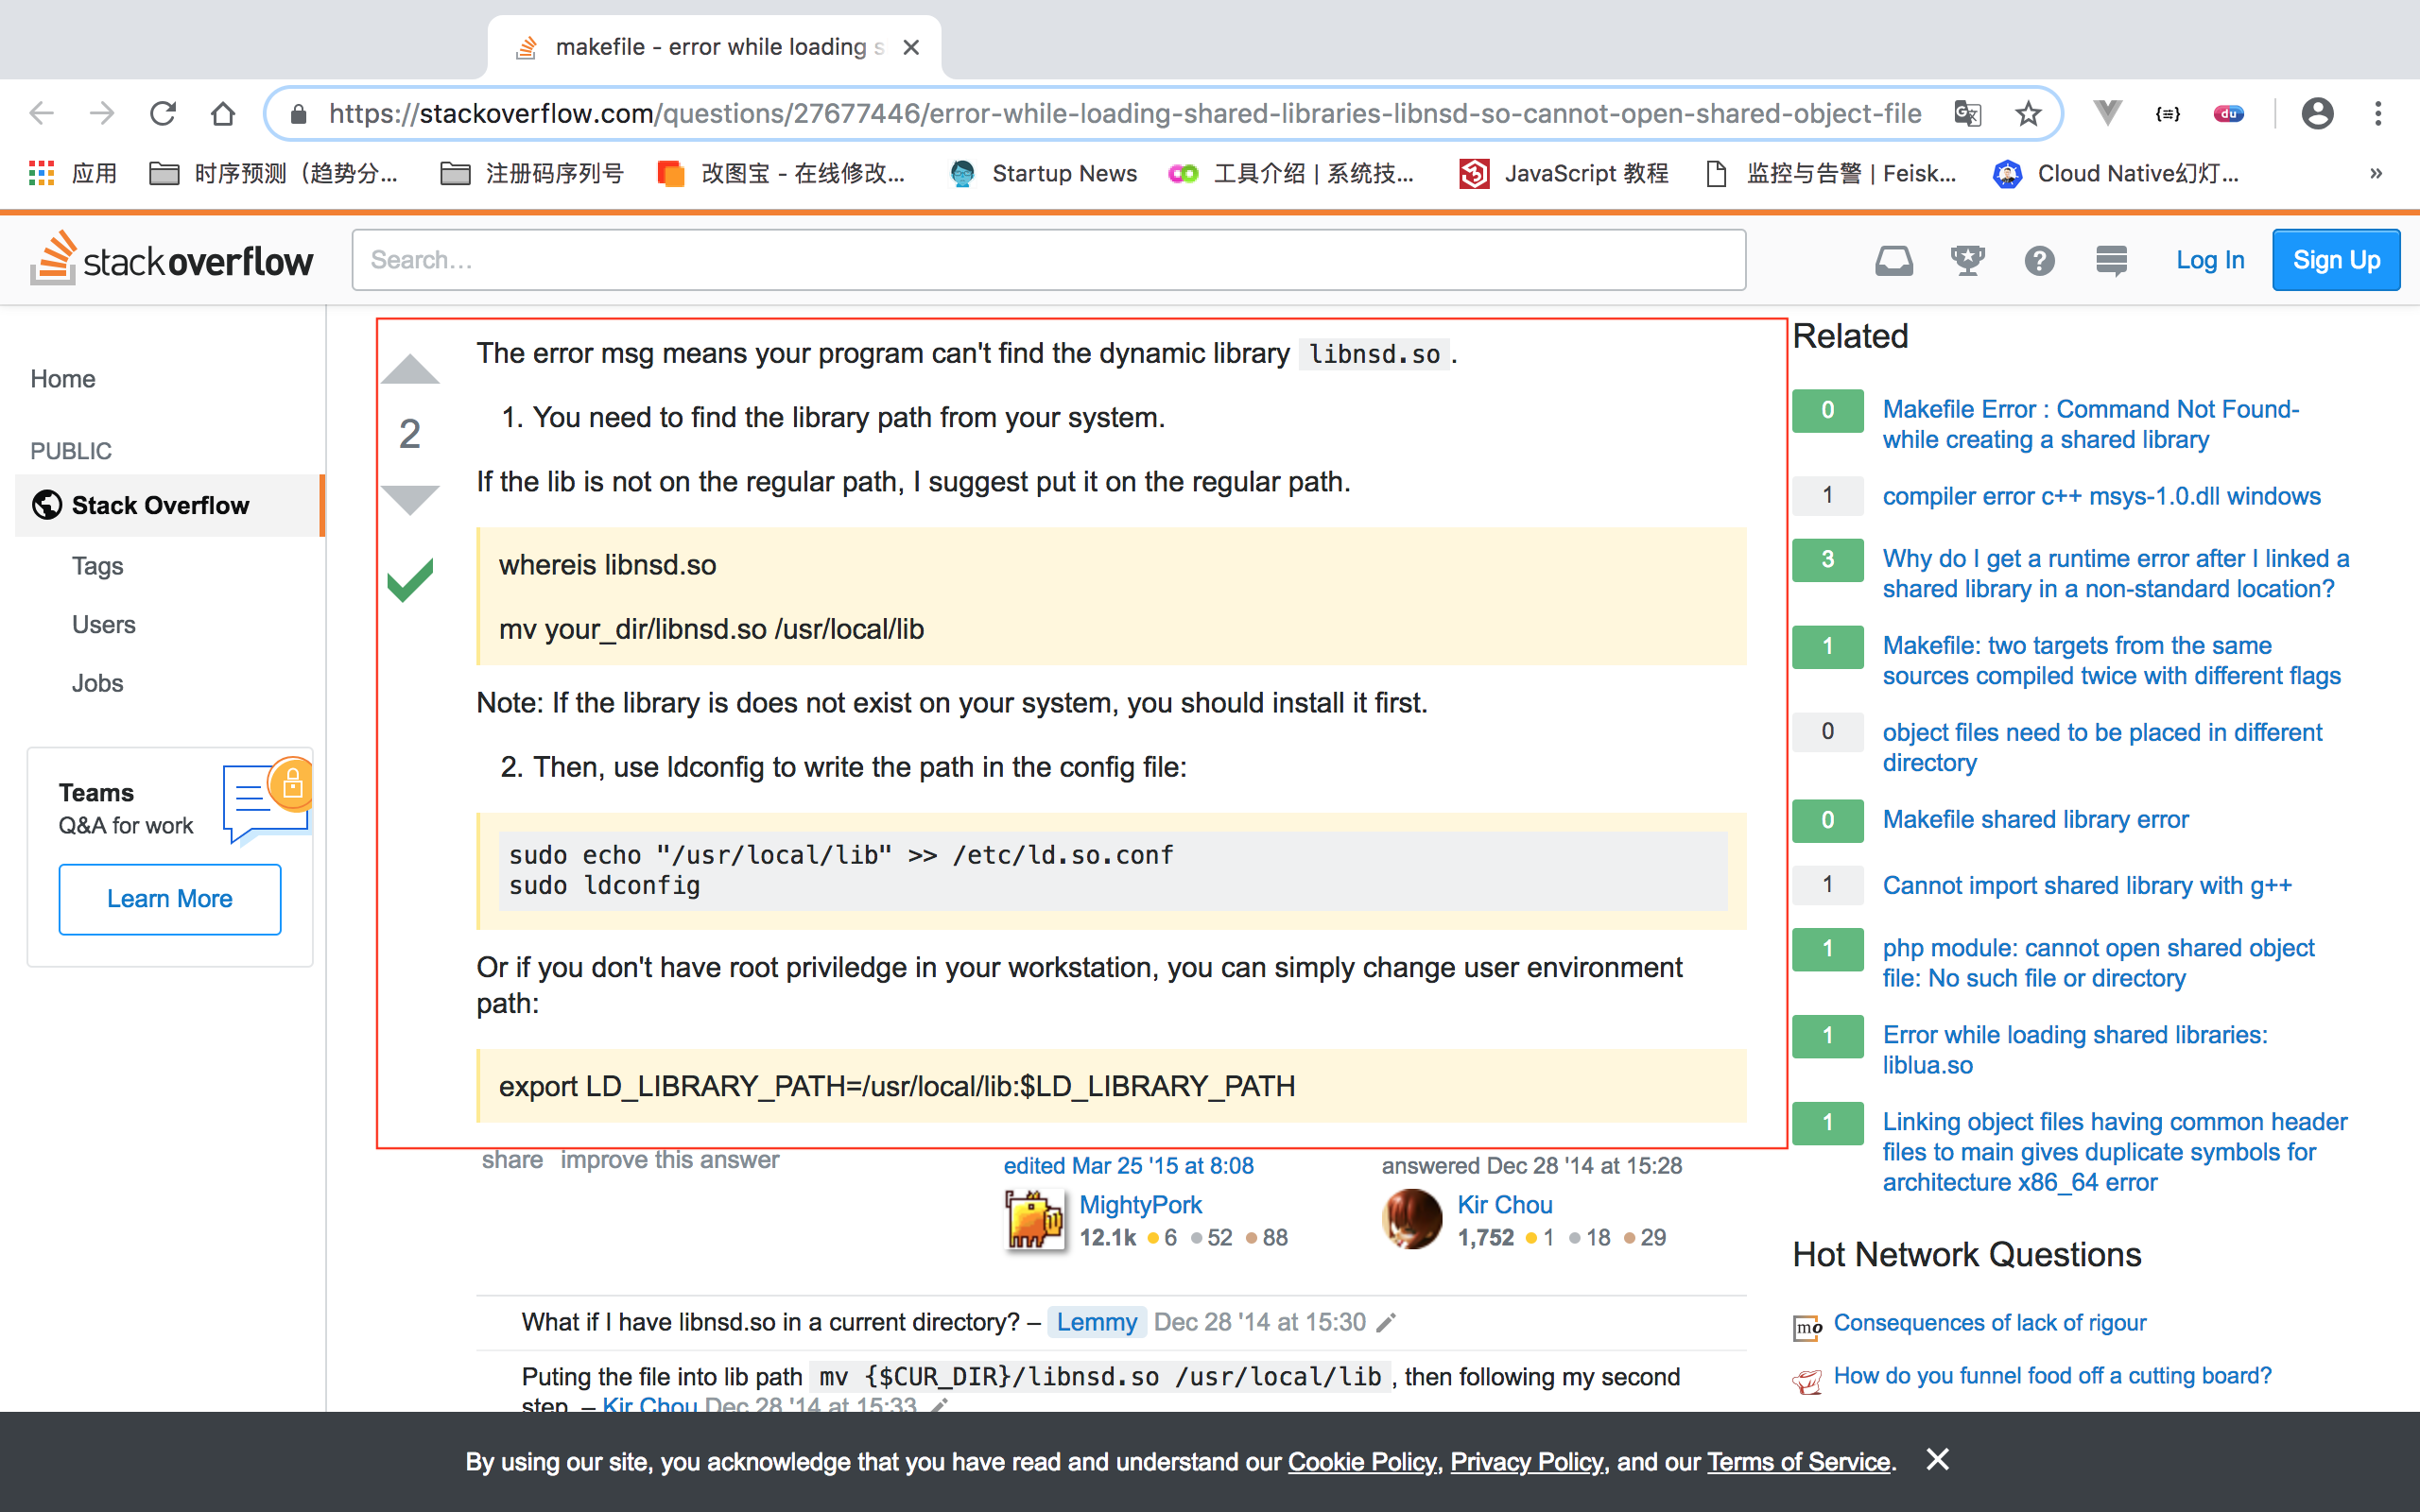 makefile - error while loading s
https://stackoverflow.com/questions/27677446/error-while-loading-shared-libraries-libnsd-so-cannot-open-shared-object-file
应用
时序预测（趋势分...
注册码序列号
改图宝 - 在线修改...
Startup News
工具介绍 | 系统技...
JavaScript 教程
监控与告警 | Feisk...
Cloud Native幻灯...
»
stackoverflow
Search…
Log In
Sign Up
Home
PUBLIC
Stack Overflow
Tags
Users
Jobs
Teams
Q&A for work
Learn More
2
The error msg means your program can't find the dynamic library libnsd.so.
1. You need to find the library path from your system.
If the lib is not on the regular path, I suggest put it on the regular path.
whereis libnsd.so
mv your_dir/libnsd.so /usr/local/lib
Note: If the library is does not exist on your system, you should install it first.
2. Then, use ldconfig to write the path in the config file:
sudo echo "/usr/local/lib" >> /etc/ld.so.conf
sudo ldconfig
Or if you don't have root priviledge in your workstation, you can simply change user environment
path:
export LD_LIBRARY_PATH=/usr/local/lib:$LD_LIBRARY_PATH
share improve this answer
edited Mar 25 '15 at 8:08
MightyPork
12.1k 6 52 88
answered Dec 28 '14 at 15:28
Kir Chou
1,752 1 18 29
What if I have libnsd.so in a current directory? – Lemmy Dec 28 '14 at 15:30
Puting the file into lib path mv {$CUR_DIR}/libnsd.so /usr/local/lib , then following my second
step. – Kir Chou Dec 28 '14 at 15:33
Related
0 Makefile Error : Command Not Found-
while creating a shared library
1 compiler error c++ msys-1.0.dll windows
3 Why do I get a runtime error after I linked a
shared library in a non-standard location?
1 Makefile: two targets from the same
sources compiled twice with different flags
0 object files need to be placed in different
directory
0 Makefile shared library error
1 Cannot import shared library with g++
1 php module: cannot open shared object
file: No such file or directory
1 Error while loading shared libraries:
liblua.so
1 Linking object files having common header
files to main gives duplicate symbols for
architecture x86_64 error
Hot Network Questions
mo Consequences of lack of rigour
How do you funnel food off a cutting board?
By using our site, you acknowledge that you have read and understand our Cookie Policy, Privacy Policy, and our Terms of Service.